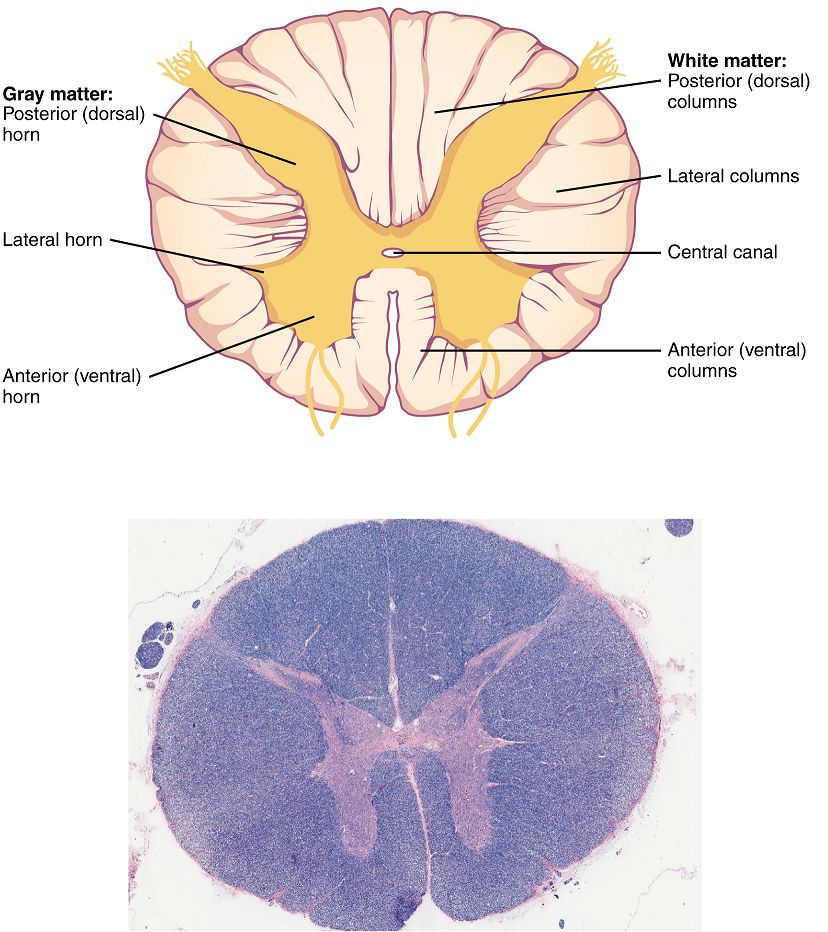 Gray matter:
Posterior (dorsal)
horn
Lateral horn
Anterior (ventral)
horn
White matter:
Posterior (dorsal)
columns
Lateral columns
Central canal
Anterior (ventral)
columns